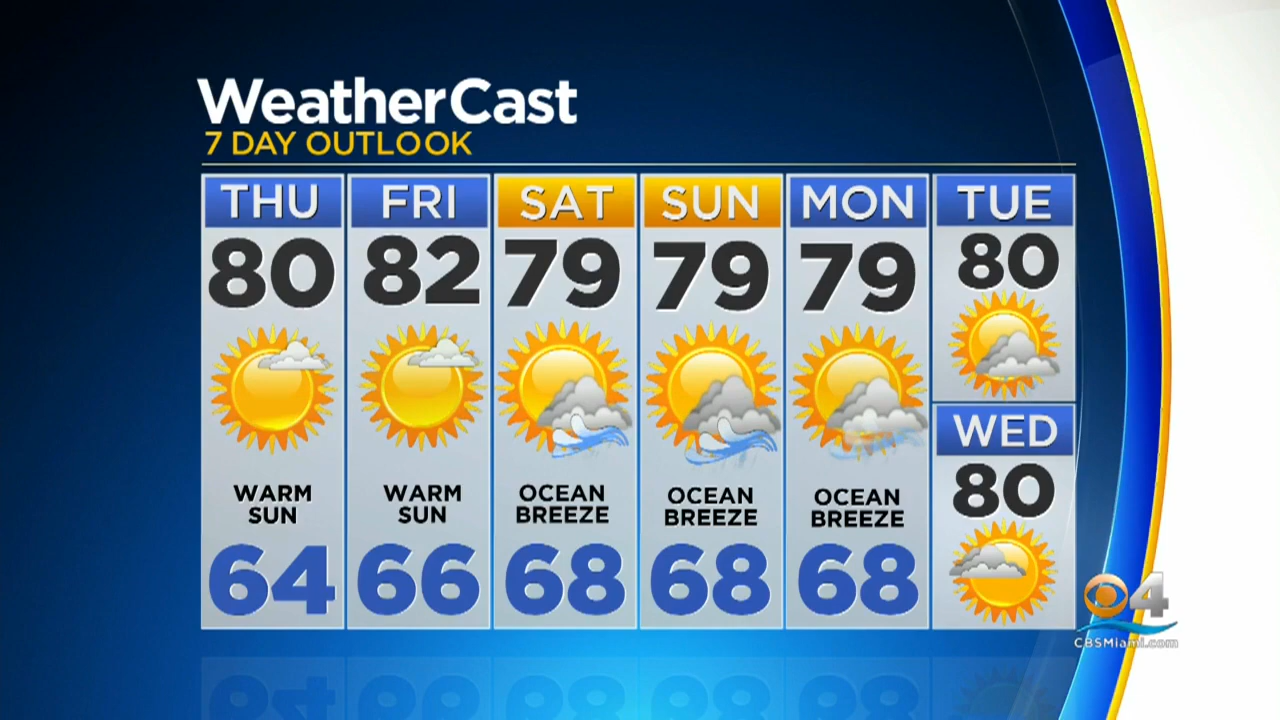 WeatherCast
7 DAY OUTLOOK
THU
80
WARM
SUN
64
FRI
82
WARM
SUN
66
SAT
79
OCEAN
BREEZE
68
SUN
79
OCEAN
BREEZE
68
MON
79
OCEAN
BREEZE
68
TUE
80
WED
80
4
CBSMiami.com